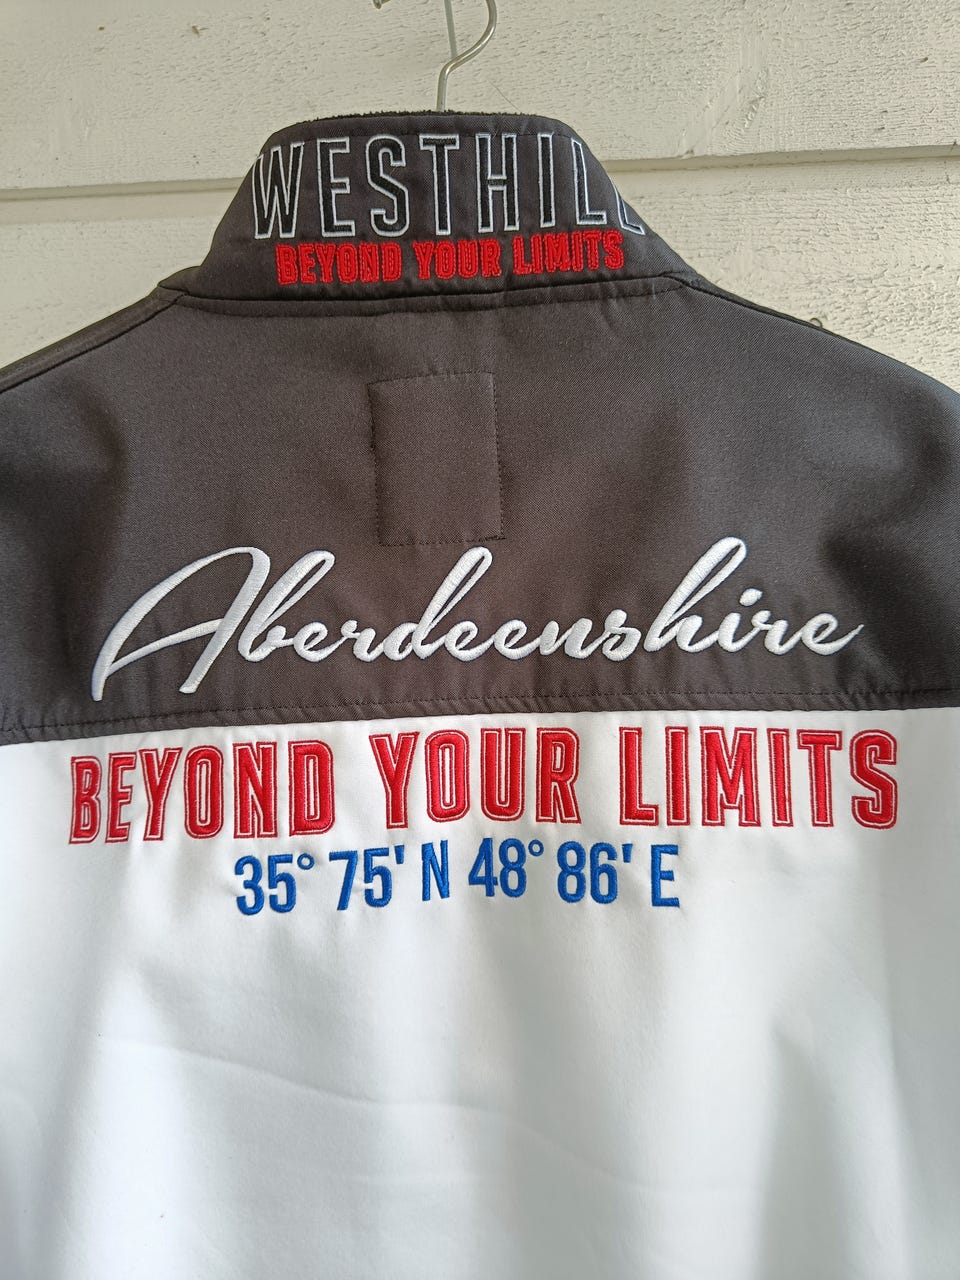 WESTHILL
BEYOND YOUR LIMITS
Aberdeenshire
BEYOND YOUR LIMITS
35° 75' N 48° 86' E